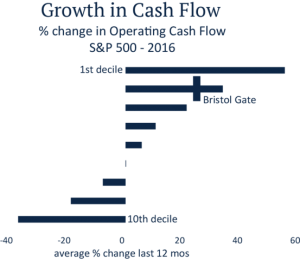 Growth in Cash Flow
% change in Operating Cash Flow
S&P 500 - 2016
1st decile
Bristol Gate
10th decile
-40 -20 0 20 40 60
average % change last 12 mos